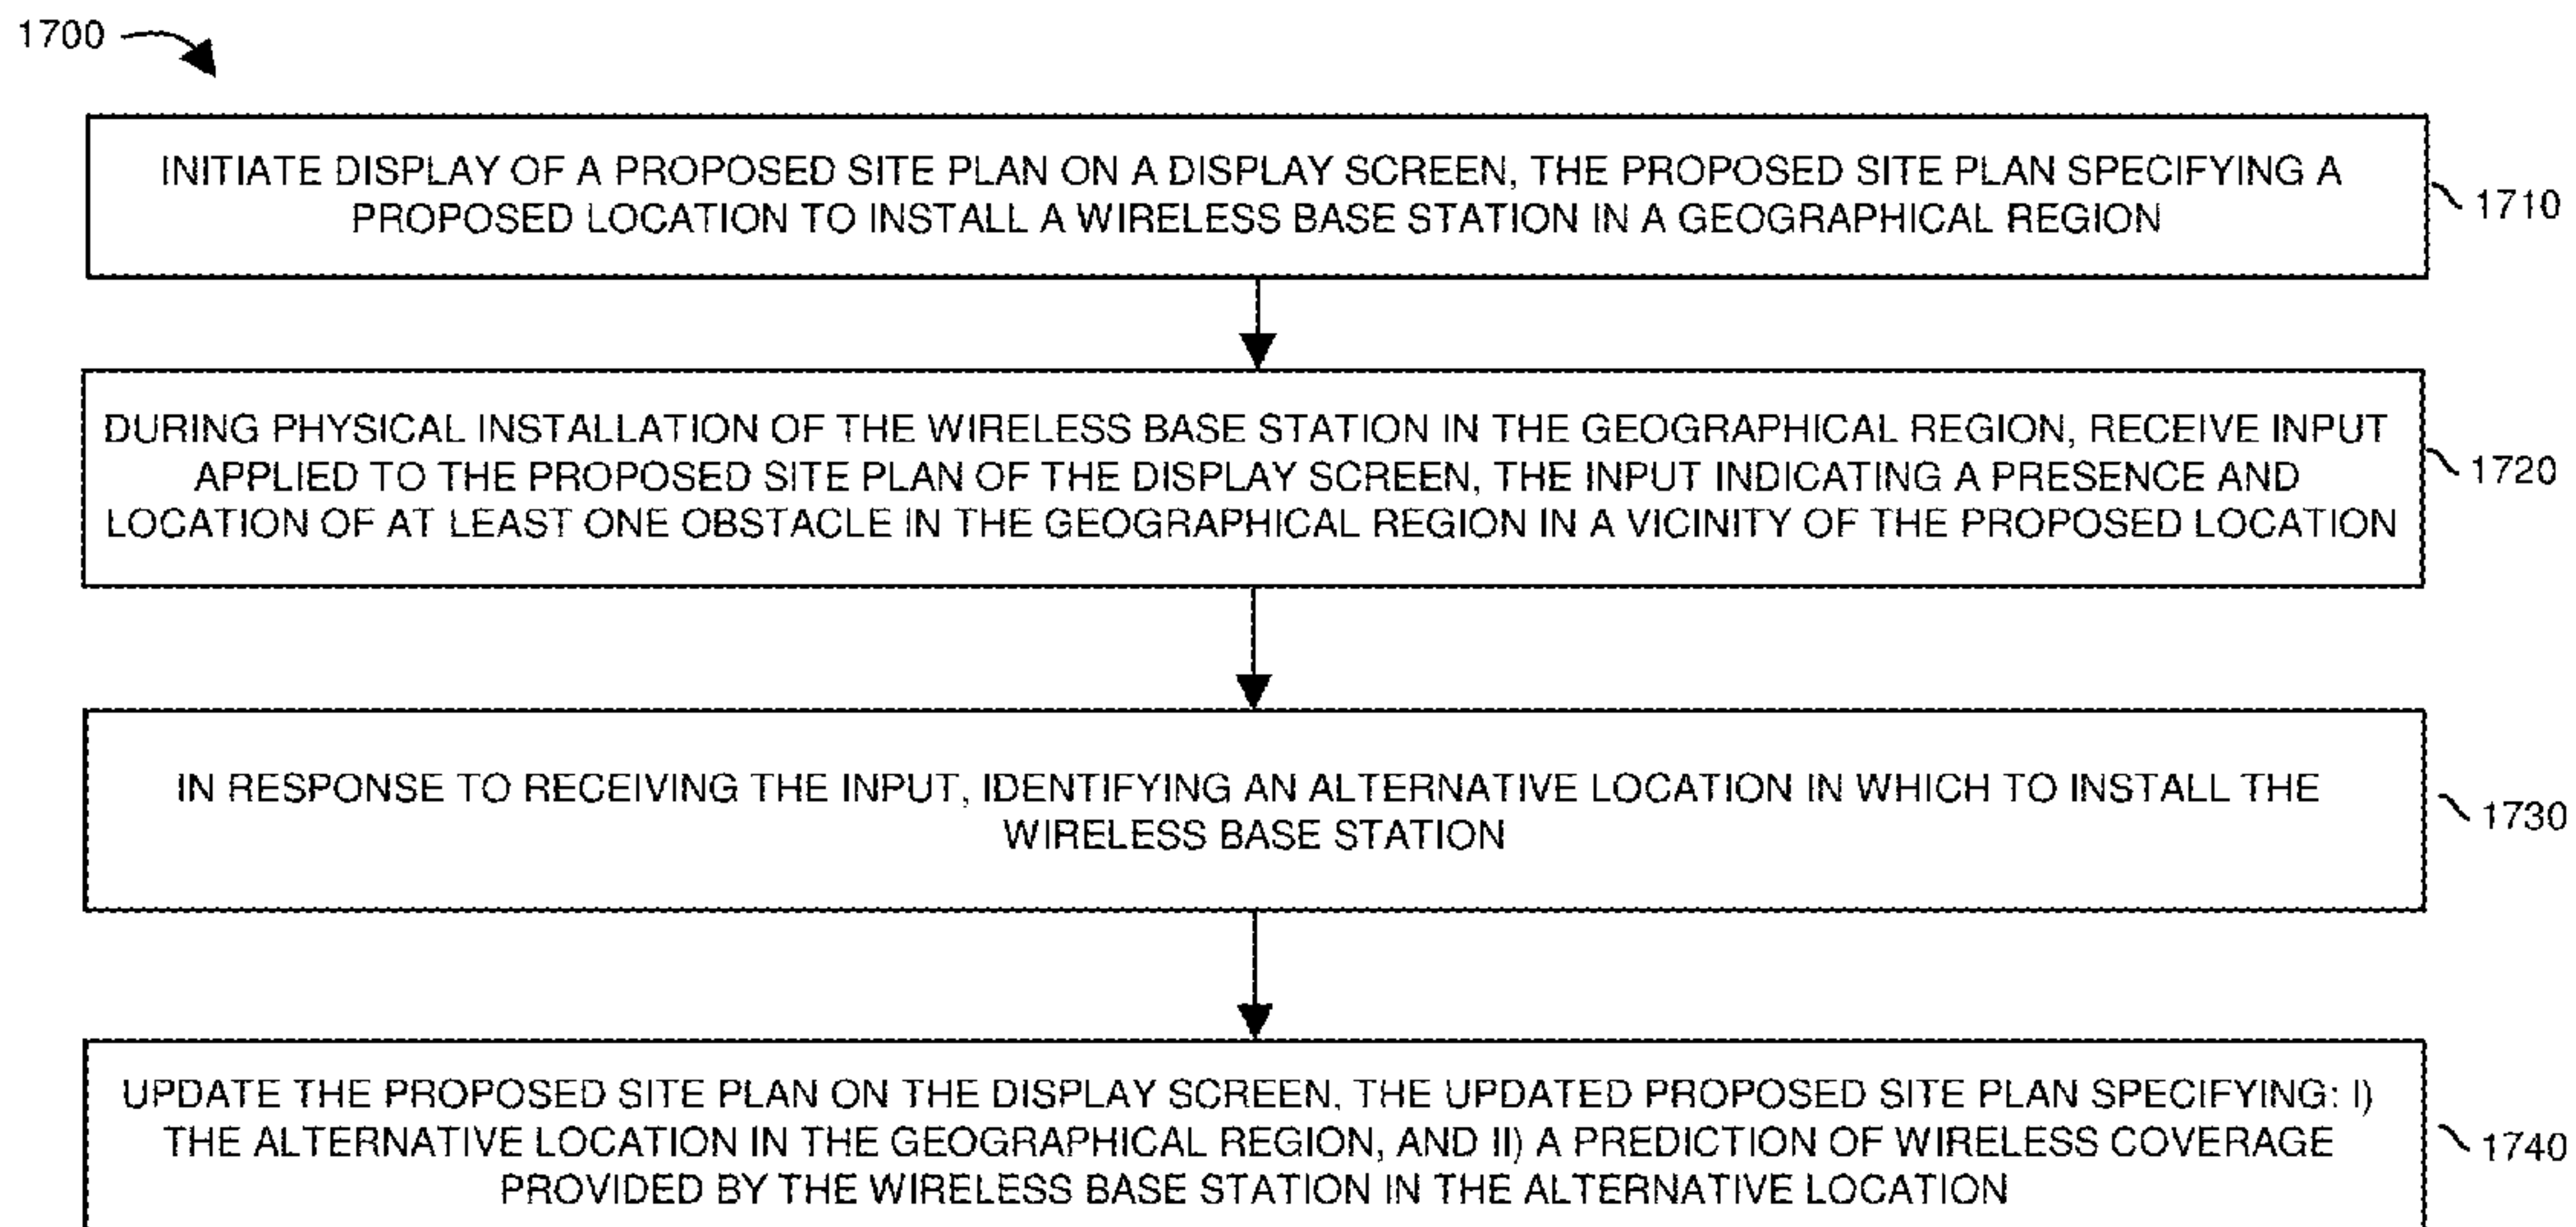 1700
INITIATE DISPLAY OF A PROPOSED SITE PLAN ON A DISPLAY SCREEN, THE PROPOSED SITE PLAN SPECIFYING A
PROPOSED LOCATION TO INSTALL A WIRELESS BASE STATION IN A GEOGRAPHICAL REGION
1710
DURING PHYSICAL INSTALLATION OF THE WIRELESS BASE STATION IN THE GEOGRAPHICAL REGION, RECEIVE INPUT
APPLIED TO THE PROPOSED SITE PLAN OF THE DISPLAY SCREEN, THE INPUT INDICATING A PRESENCE AND
LOCATION OF AT LEAST ONE OBSTACLE IN THE GEOGRAPHICAL REGION IN A VICINITY OF THE PROPOSED LOCATION
1720
IN RESPONSE TO RECEIVING THE INPUT, IDENTIFYING AN ALTERNATIVE LOCATION IN WHICH TO INSTALL THE
WIRELESS BASE STATION
1730
UPDATE THE PROPOSED SITE PLAN ON THE DISPLAY SCREEN, THE UPDATED PROPOSED SITE PLAN SPECIFYING: I)
THE ALTERNATIVE LOCATION IN THE GEOGRAPHICAL REGION, AND II) A PREDICTION OF WIRELESS COVERAGE
PROVIDED BY THE WIRELESS BASE STATION IN THE ALTERNATIVE LOCATION
1740